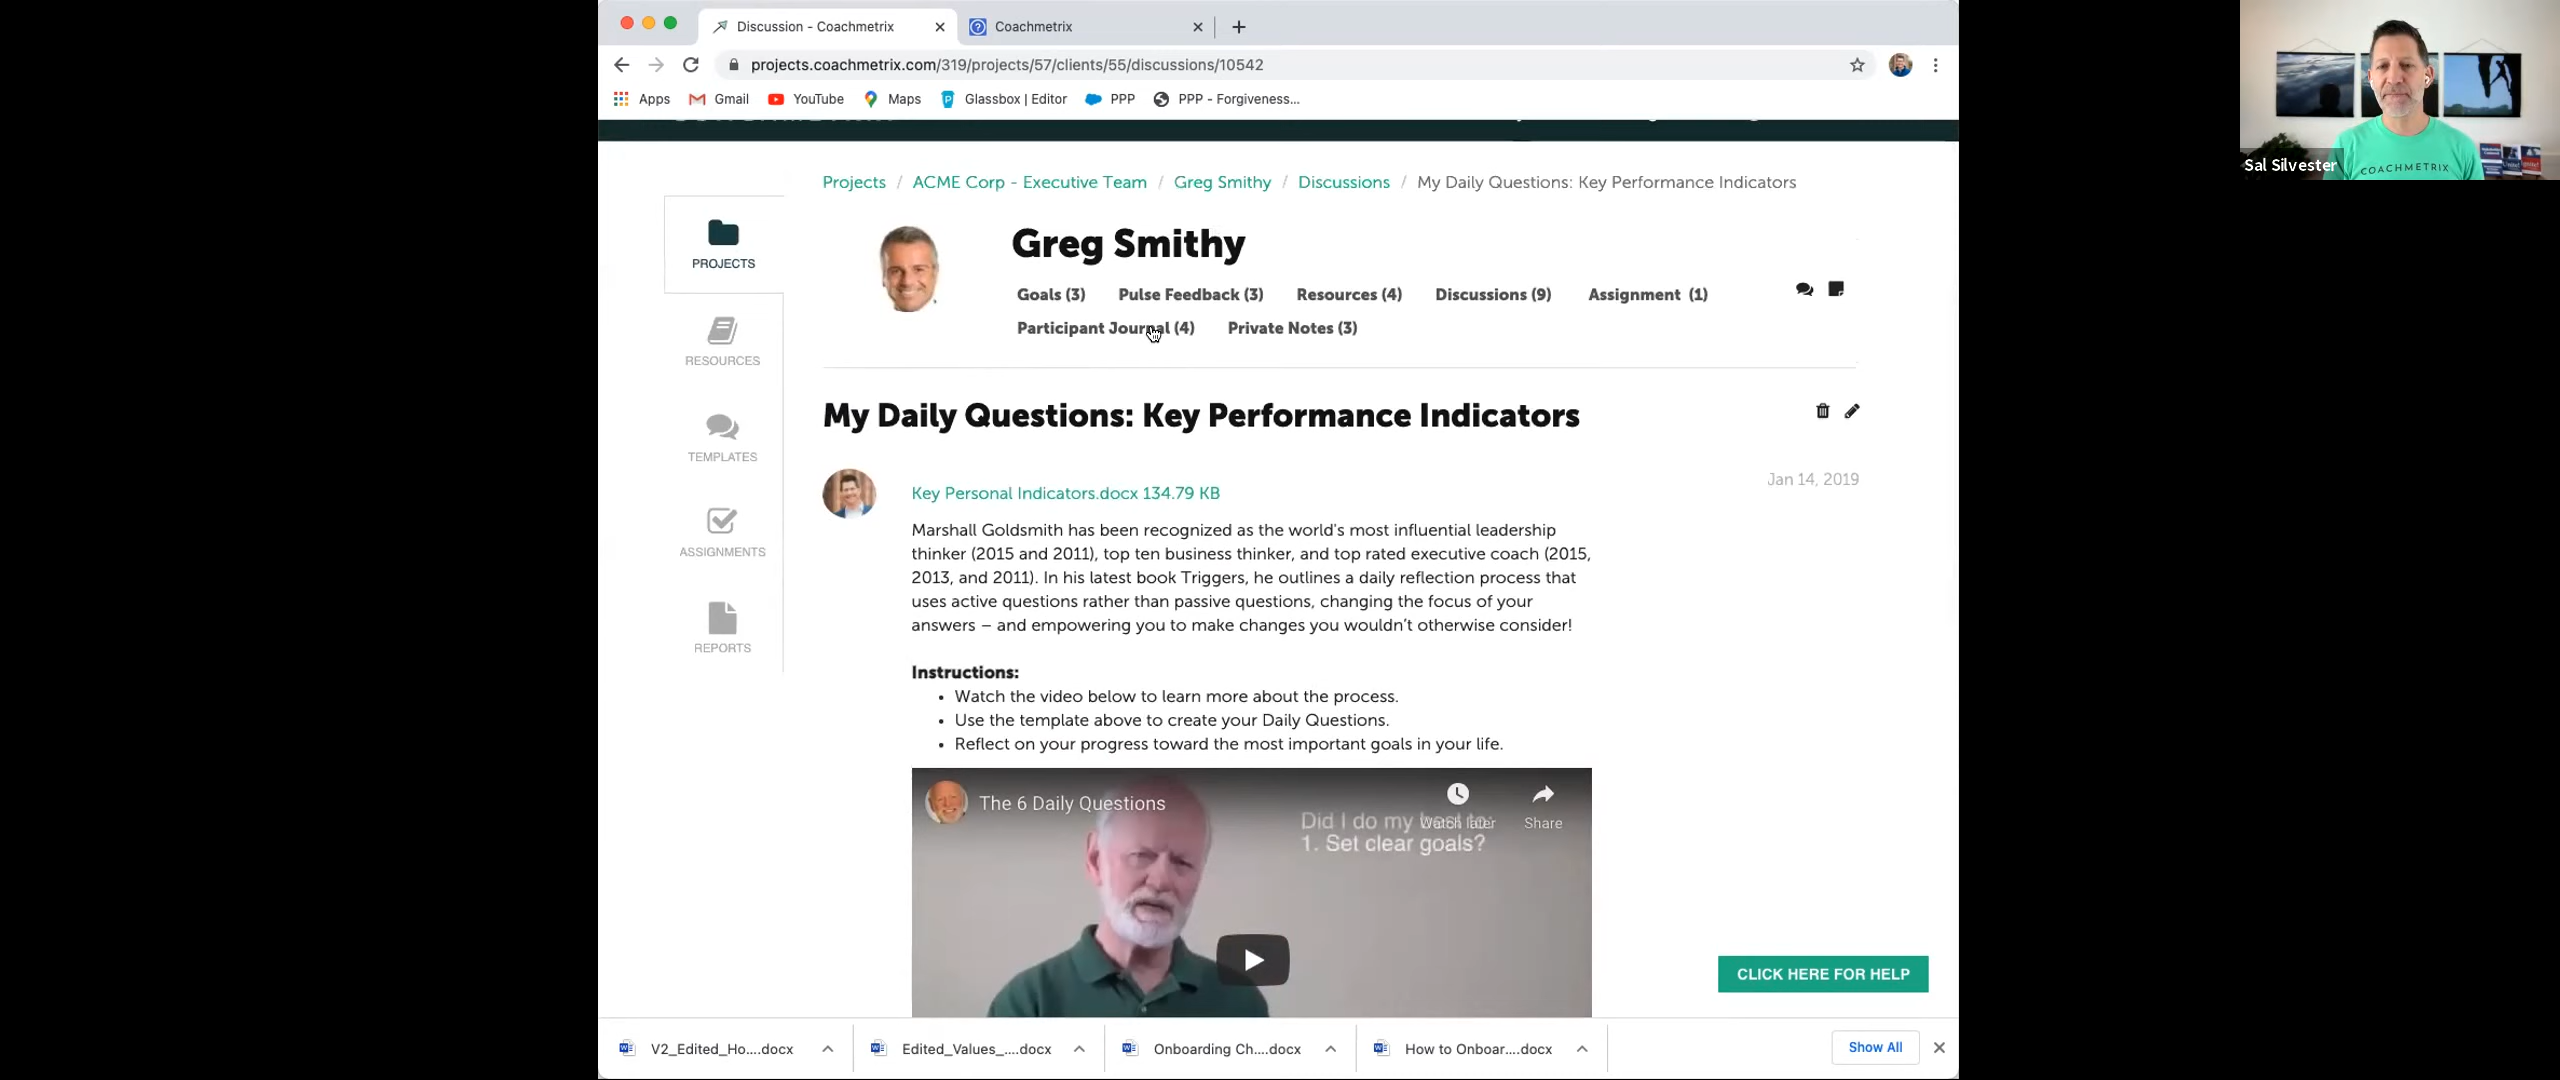 Discussion - Coachmetrix
Coachmetrix
projects.coachmetrix.com/319/projects/57/clients/55/discussions/10542
Apps
Gmail
YouTube
Maps
Glassbox | Editor
PPP
PPP - Forgiveness...
Sal Silvester
COACHMETRIX
Projects / ACME Corp - Executive Team / Greg Smithy / Discussions / My Daily Questions: Key Performance Indicators
PROJECTS
RESOURCES
TEMPLATES
ASSIGNMENTS
REPORTS
Greg Smithy
Goals (3) Pulse Feedback (3) Resources (4) Discussions (9) Assignment (1)
Participant Journal (4) Private Notes (3)
My Daily Questions: Key Performance Indicators
Key Personal Indicators.docx 134.79 KB
Jan 14, 2019
Marshall Goldsmith has been recognized as the world's most influential leadership
thinker (2015 and 2011), top ten business thinker, and top rated executive coach (2015,
2013, and 2011). In his latest book Triggers, he outlines a daily reflection process that
uses active questions rather than passive questions, changing the focus of your
answers – and empowering you to make changes you wouldn't otherwise consider!
Instructions:
• Watch the video below to learn more about the process.
• Use the template above to create your Daily Questions.
• Reflect on your progress toward the most important goals in your life.
The 6 Daily Questions
Did I do my best to:
1. Set clear goals?
Watch later
Share
CLICK HERE FOR HELP
V2_Edited_Ho....docx
Edited_Values_....docx
Onboarding Ch....docx
How to Onboar....docx
Show All